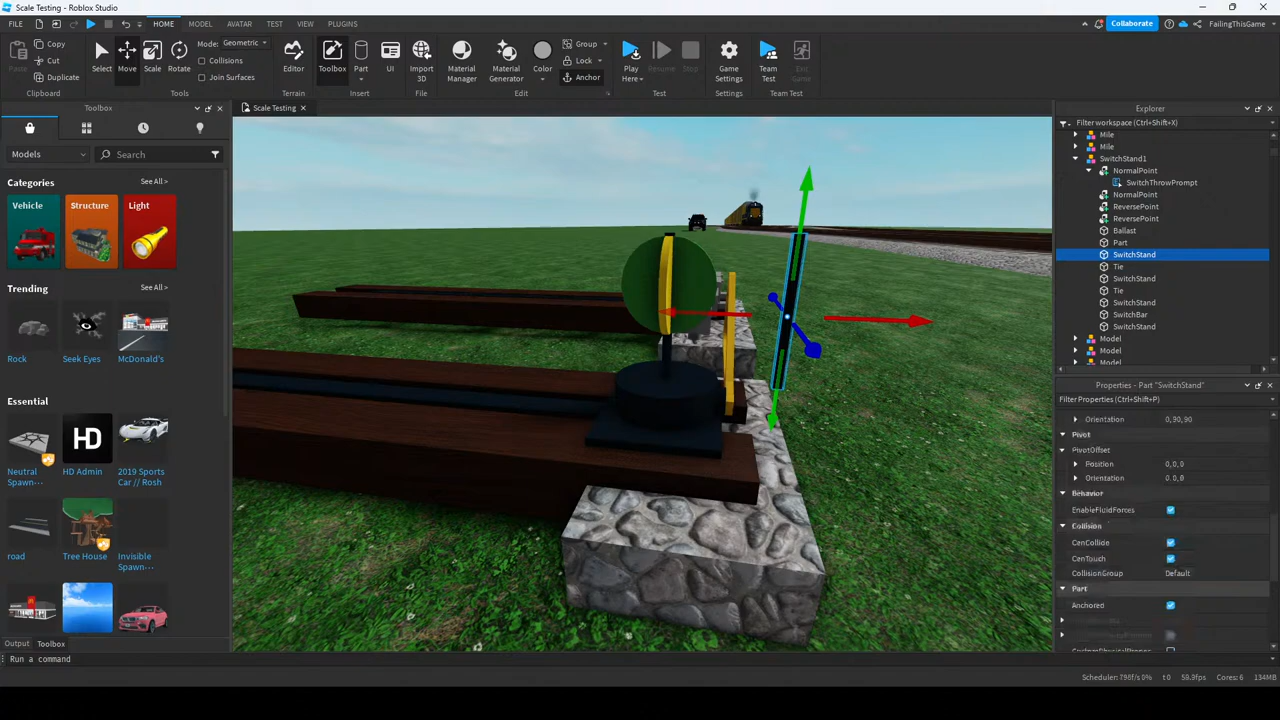 Scale Testing - Roblox Studio
FILE HOME MODEL AVATAR TEST VIEW PLUGINS Collaborate FailingThisGame
Copy
Cut
Duplicate
Paste
Clipboard
Select Move Scale Rotate
Mode: Geometric
Collisions
Join Surfaces
Tools
Editor
Terrain
Toolbox Part UI
Insert
Import 3D
File
Material Manager
Material Generator
Color
Group
Lock
Anchor
Edit
Play Here
Resume
Stop
Test
Game Settings
Settings
Team Test
Exit Game
Team Test
Toolbox
Scale Testing
Models
Search
Categories
See All >
Vehicle Structure Light
Trending
See All >
Rock Seek Eyes McDonald's
Essential
HD
Neutral Spawn-...
HD Admin
2019 Sports Car // Rosh
road
Tree House
Invisible Spawn-...
Output Toolbox
Run a command
Explorer
Filter workspace (Ctrl+Shift+X)
Mile
Mile
SwitchStand1
NormalPoint
SwitchThrowPrompt
NormalPoint
ReversePoint
ReversePoint
Ballast
Part
SwitchStand
Tie
SwitchStand
Tie
SwitchStand
SwitchBar
SwitchStand
Model
Model
Model
Properties - Part "SwitchStand"
Filter Properties (Ctrl+Shift+P)
Orientation 0,90,90
Pivot
PivotOffset
Position 0,0,0
Orientation 0,0,0
Behavior
EnableFluidForces
Collision
CanCollide
CanTouch
CollisionGroup Default
Part
Anchored
Scheduler: 798f/s 0% t:0 59.9fps Cores: 6 134MB